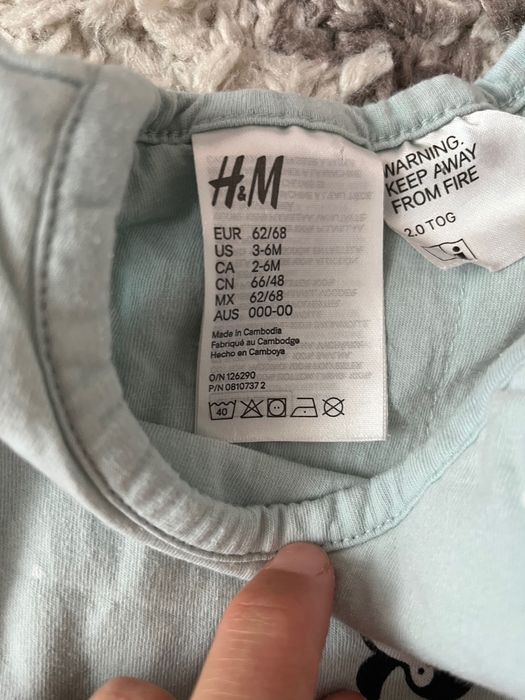 H&M
EUR 62/68
US 3-6M
CA 2-6M
CN 66/48
MX 62/68
AUS 000-00
Made in Cambodia
Fabriqué au Cambodge
Hecho en Camboya
O/N 126290
P/N 0810737 2
40
WARNING.
KEEP AWAY
FROM FIRE
2.0 TOG